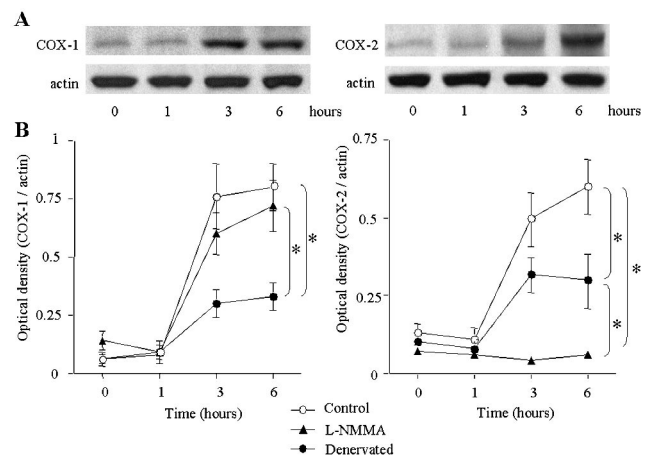 A
COX-1
actin
0 1 3 6 hours
COX-2
actin
0 1 3 6 hours
B
Optical density (COX-1 / actin)
1
0.75
0.5
0.25
0
0 1 3 6
Time (hours)
* *
Optical density (COX-2 / actin)
0.75
0.5
0.25
0
0 1 3 6
Time (hours)
* * *
Control
L-NMMA
Denervated